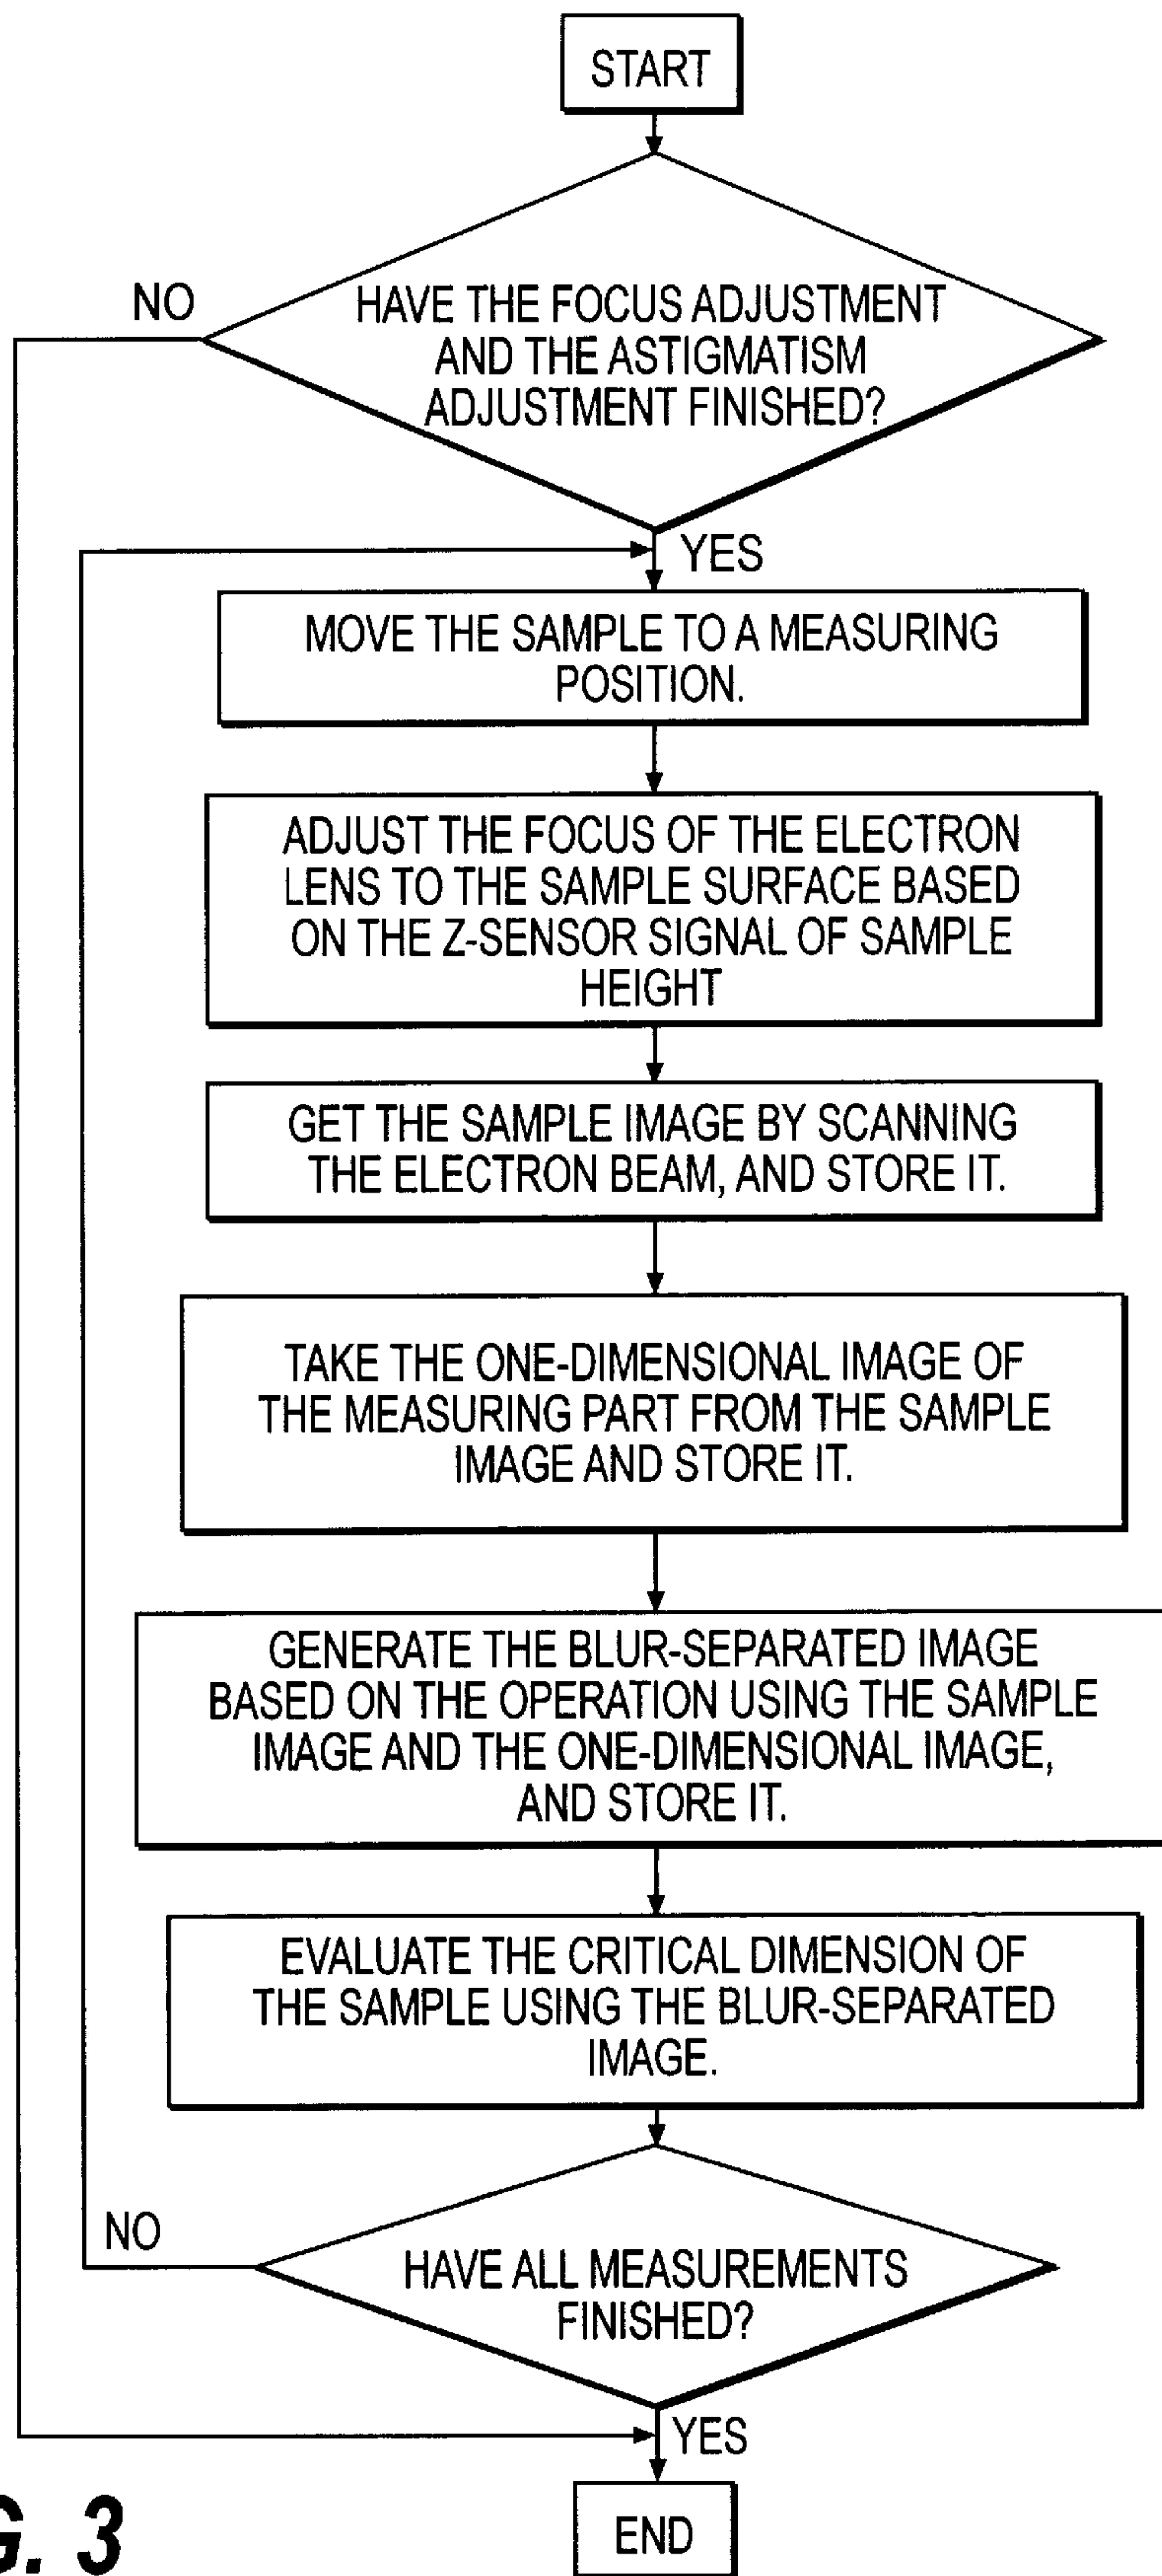 START
NO
HAVE THE FOCUS ADJUSTMENT
AND THE ASTIGMATISM
ADJUSTMENT FINISHED?
YES
MOVE THE SAMPLE TO A MEASURING
POSITION.
ADJUST THE FOCUS OF THE ELECTRON
LENS TO THE SAMPLE SURFACE BASED
ON THE Z-SENSOR SIGNAL OF SAMPLE
HEIGHT
GET THE SAMPLE IMAGE BY SCANNING
THE ELECTRON BEAM, AND STORE IT.
TAKE THE ONE-DIMENSIONAL IMAGE OF
THE MEASURING PART FROM THE SAMPLE
IMAGE AND STORE IT.
GENERATE THE BLUR-SEPARATED IMAGE
BASED ON THE OPERATION USING THE SAMPLE
IMAGE AND THE ONE-DIMENSIONAL IMAGE,
AND STORE IT.
EVALUATE THE CRITICAL DIMENSION OF
THE SAMPLE USING THE BLUR-SEPARATED
IMAGE.
NO
HAVE ALL MEASUREMENTS
FINISHED?
YES
END
G. 3